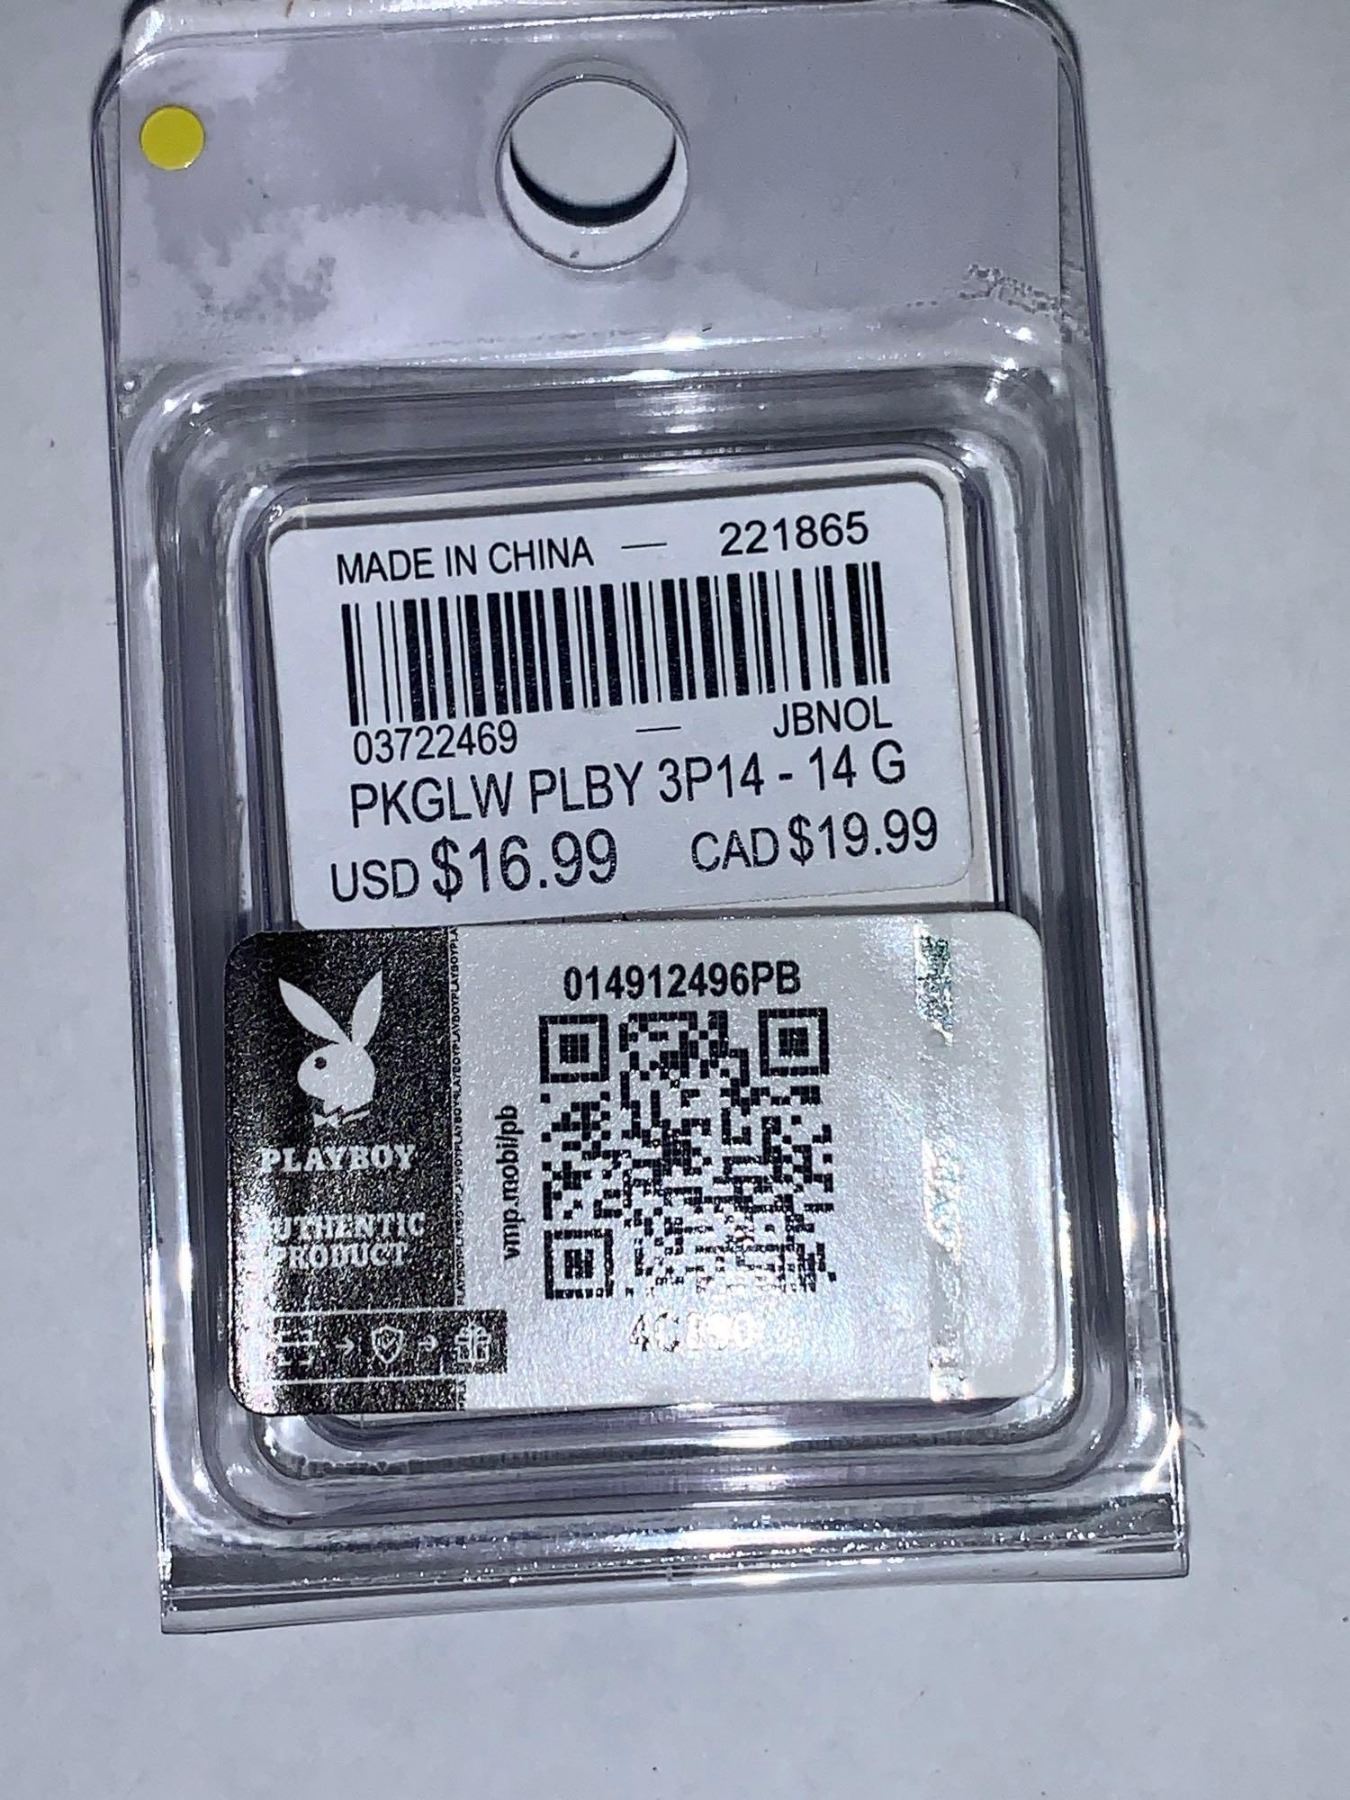 MADE IN CHINA — 221865
03722469 — JBNOL
PKGLW PLBY 3P14 - 14 G
USD $16.99 CAD $19.99
014912496PB
vmp.mobi/pb
PLAYBOY
AUTHENTIC
PRODUCT